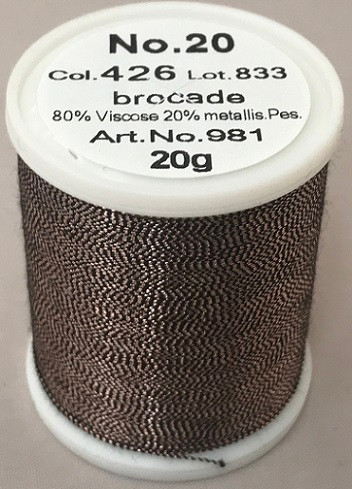 No.20
Col.426 Lot.833
brocade
80% Viscose 20% metallis.Pes.
Art.No.981
20g